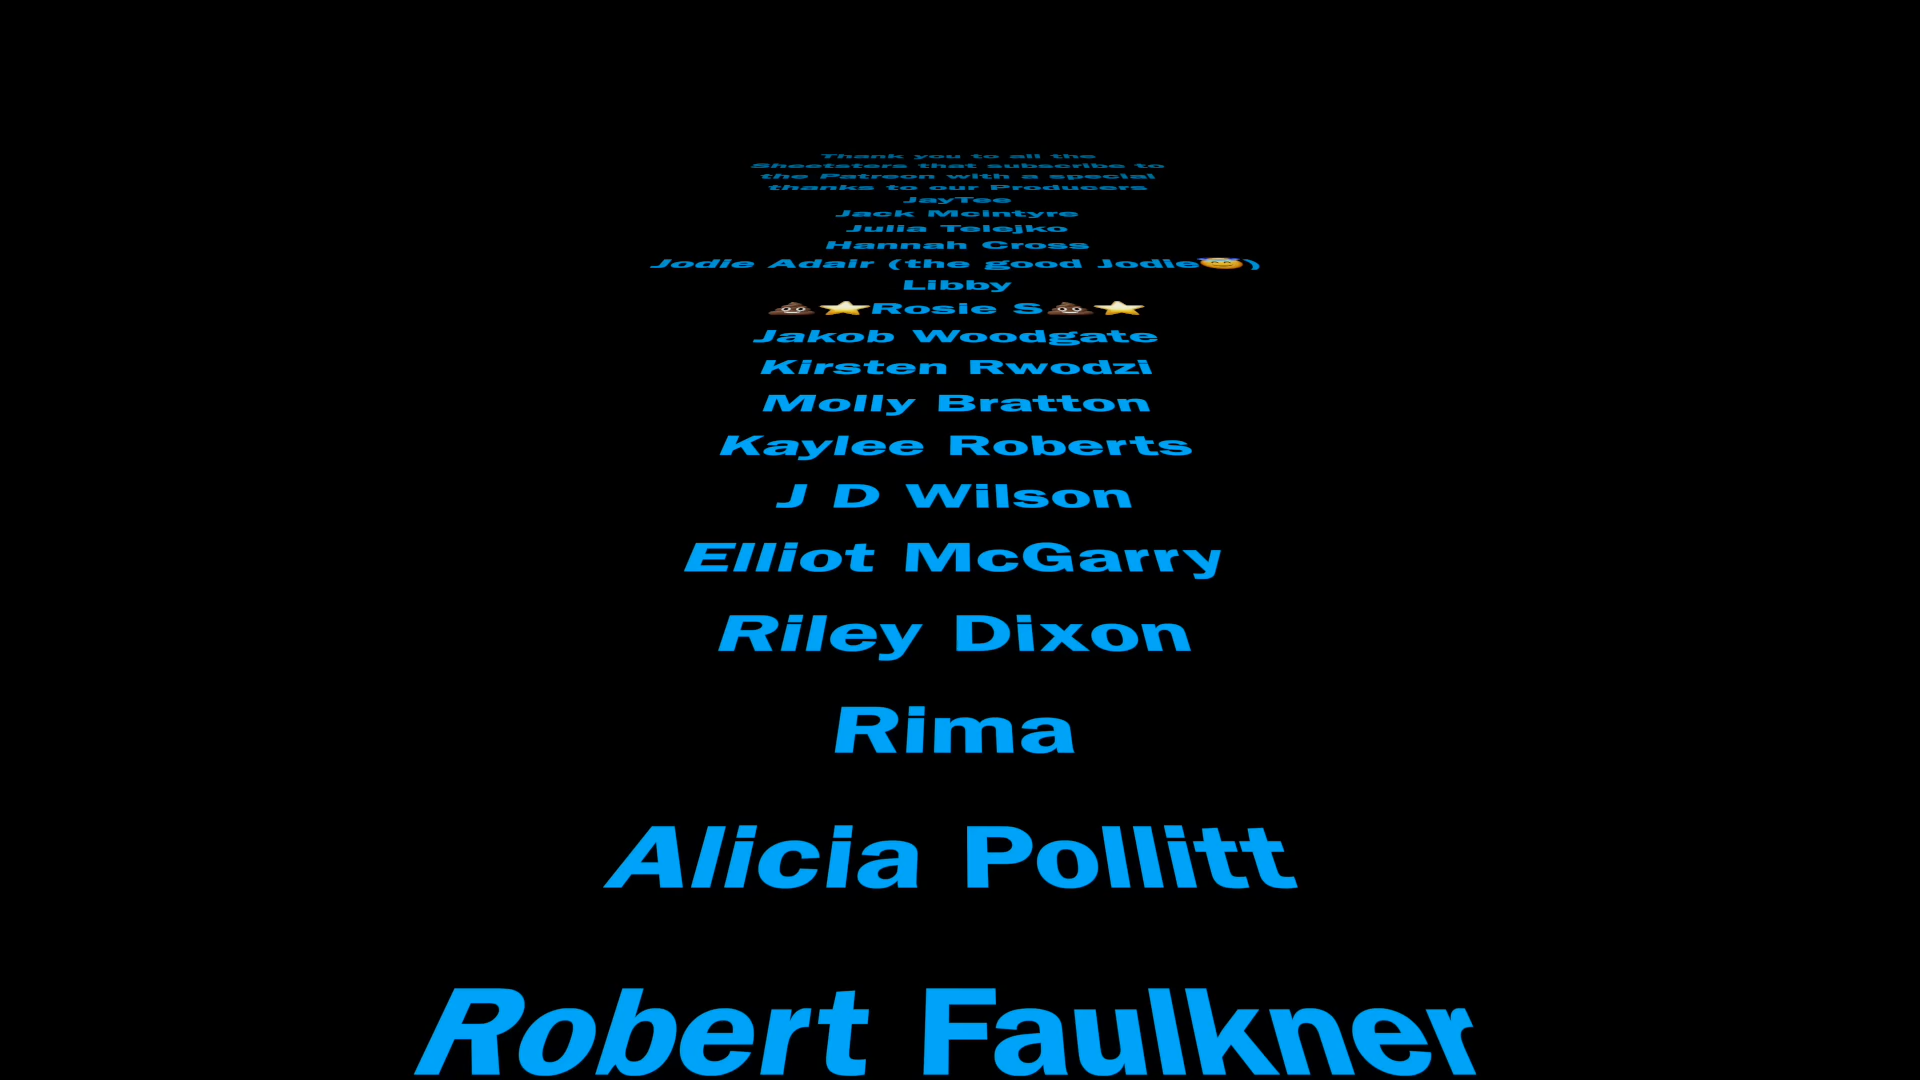 Thank you to all the
Sheetsters that subscribe to
the Patreon with a special
thanks to our Producers
JayTee
Jack Mcintyre
Julia Telejko
Hannah Cross
Jodie Adair (the good Jodie😇)
Libby
💩⭐Rosie S💩⭐
Jakob Woodgate
Kirsten Rwodzi
Molly Bratton
Kaylee Roberts
J D Wilson
Elliot McGarry
Riley Dixon
Rima
Alicia Pollitt
Robert Faulkner